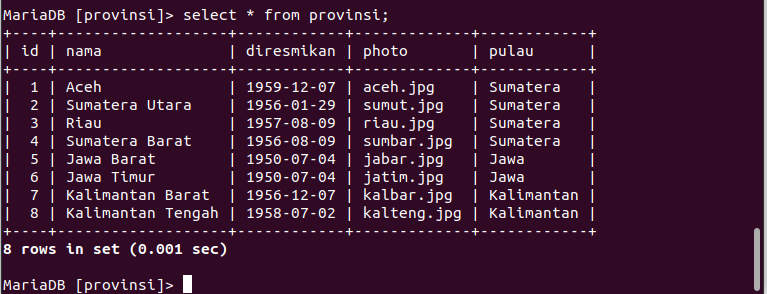 MariaDB [provinsi]> select * from provinsi;
+----+-------------------+------------+-------------+------------+
| id | nama              | diresmikan | photo       | pulau      |
+----+-------------------+------------+-------------+------------+
|  1 | Aceh              | 1959-12-07 | aceh.jpg    | Sumatera   |
|  2 | Sumatera Utara    | 1956-01-29 | sumut.jpg   | Sumatera   |
|  3 | Riau              | 1957-08-09 | riau.jpg    | Sumatera   |
|  4 | Sumatera Barat    | 1956-08-09 | sumbar.jpg  | Sumatera   |
|  5 | Jawa Barat        | 1950-07-04 | jabar.jpg   | Jawa       |
|  6 | Jawa Timur        | 1950-07-04 | jatim.jpg   | Jawa       |
|  7 | Kalimantan Barat  | 1956-12-07 | kalbar.jpg  | Kalimantan |
|  8 | Kalimantan Tengah | 1958-07-02 | kalteng.jpg | Kalimantan |
+----+-------------------+------------+-------------+------------+
8 rows in set (0.001 sec)
MariaDB [provinsi]>